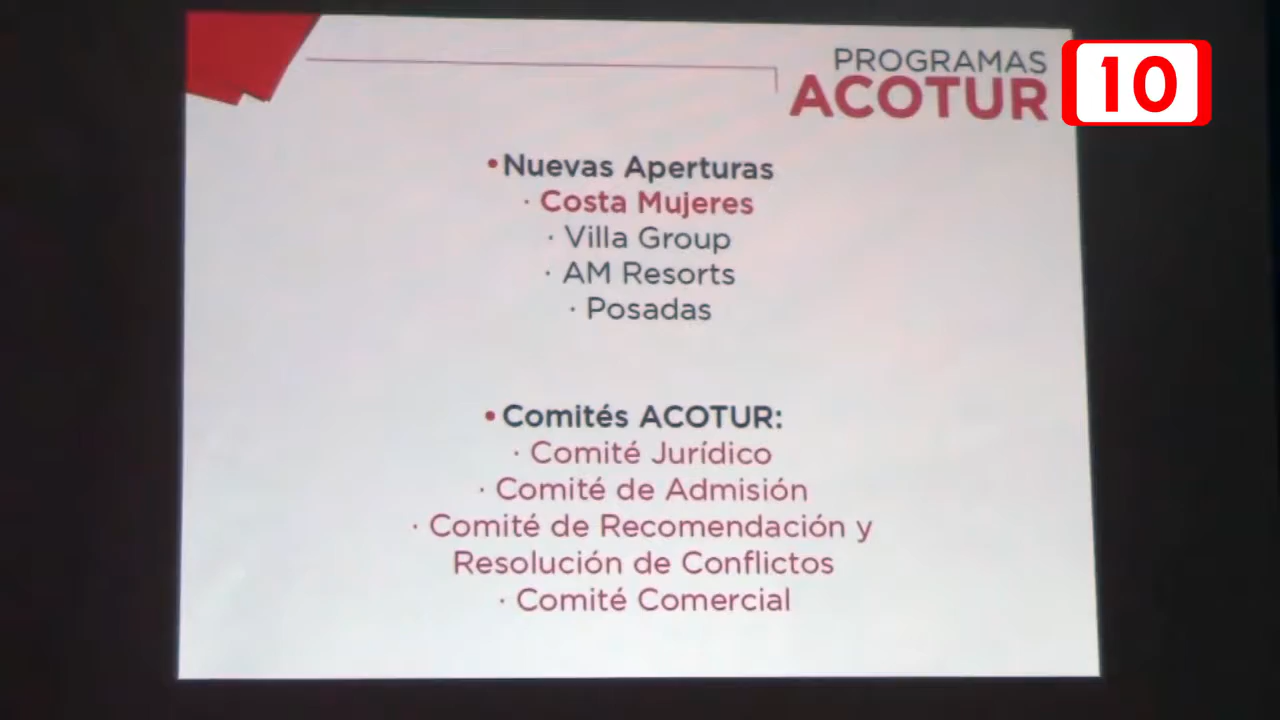 PROGRAMAS
ACOTUR
10
•Nuevas Aperturas
· Costa Mujeres
· Villa Group
· AM Resorts
· Posadas
•Comités ACOTUR:
· Comité Jurídico
· Comité de Admisión
· Comité de Recomendación y
Resolución de Conflictos
· Comité Comercial